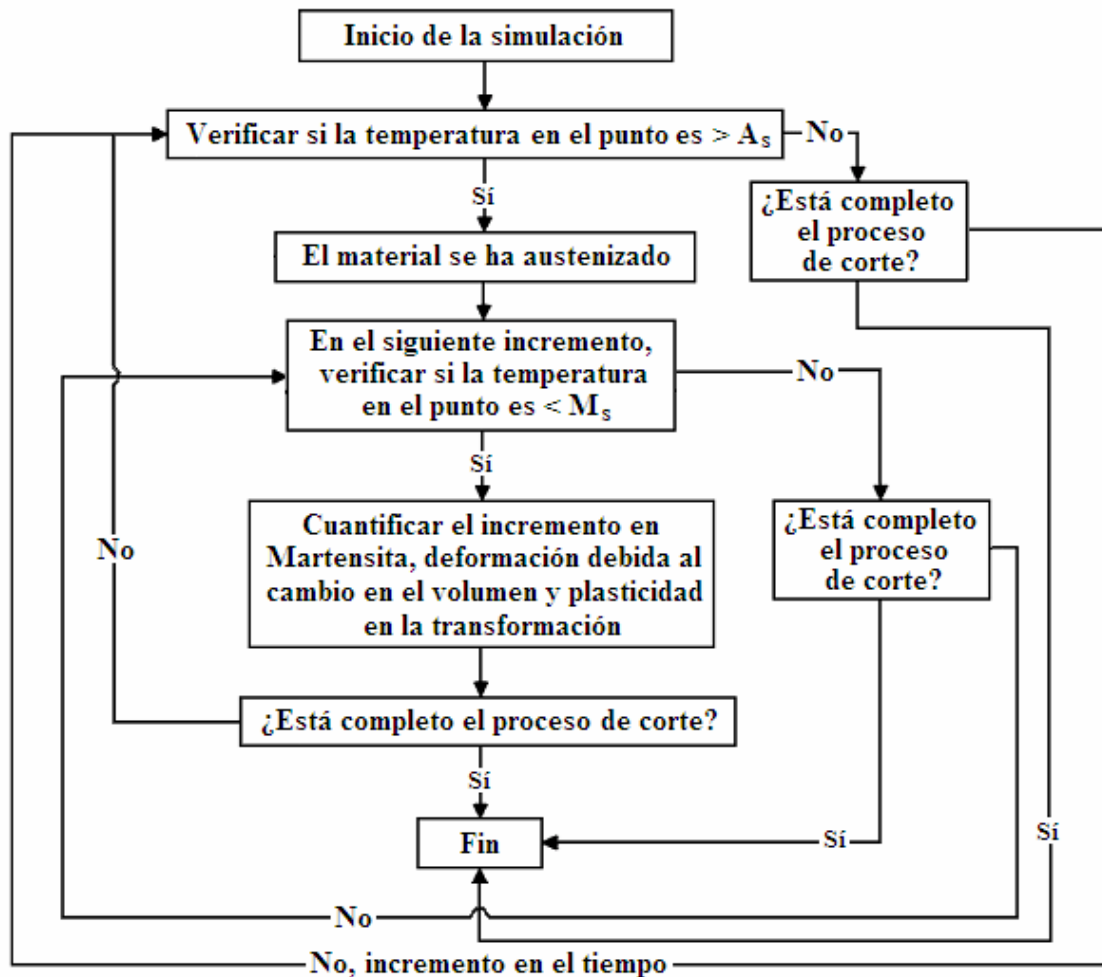 Inicio de la simulación
Verificar si la temperatura en el punto es > Aₛ
No
¿Está completo
el proceso
de corte?
Sí
El material se ha austenizado
En el siguiente incremento,
verificar si la temperatura
en el punto es < Mₛ
No
Sí
Cuantificar el incremento en
Martensita, deformación debida al
cambio en el volumen y plasticidad
en la transformación
¿Está completo
el proceso
de corte?
No
¿Está completo el proceso de corte?
Sí
Fin
Sí
Sí
No
No, incremento en el tiempo